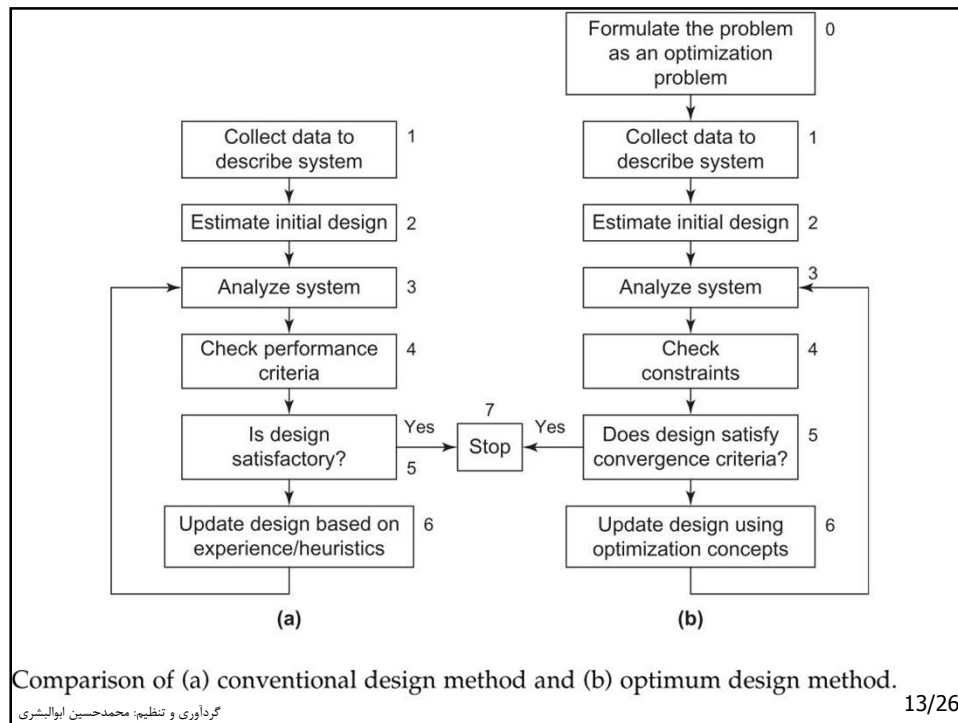 Formulate the problem
as an optimization
problem
0
Collect data to
describe system
1
Estimate initial design
2
Analyze system
3
Check performance
criteria
4
Is design
satisfactory?
Yes
5
Update design based on
experience/heuristics
6
(a)
7
Stop
Collect data to
describe system
1
Estimate initial design
2
Analyze system
3
Check
constraints
4
Yes
Does design satisfy
convergence criteria?
5
Update design using
optimization concepts
6
(b)
Comparison of (a) conventional design method and (b) optimum design method.
گردآوری و تنظیم: محمدحسین ابوالبشری
13/26